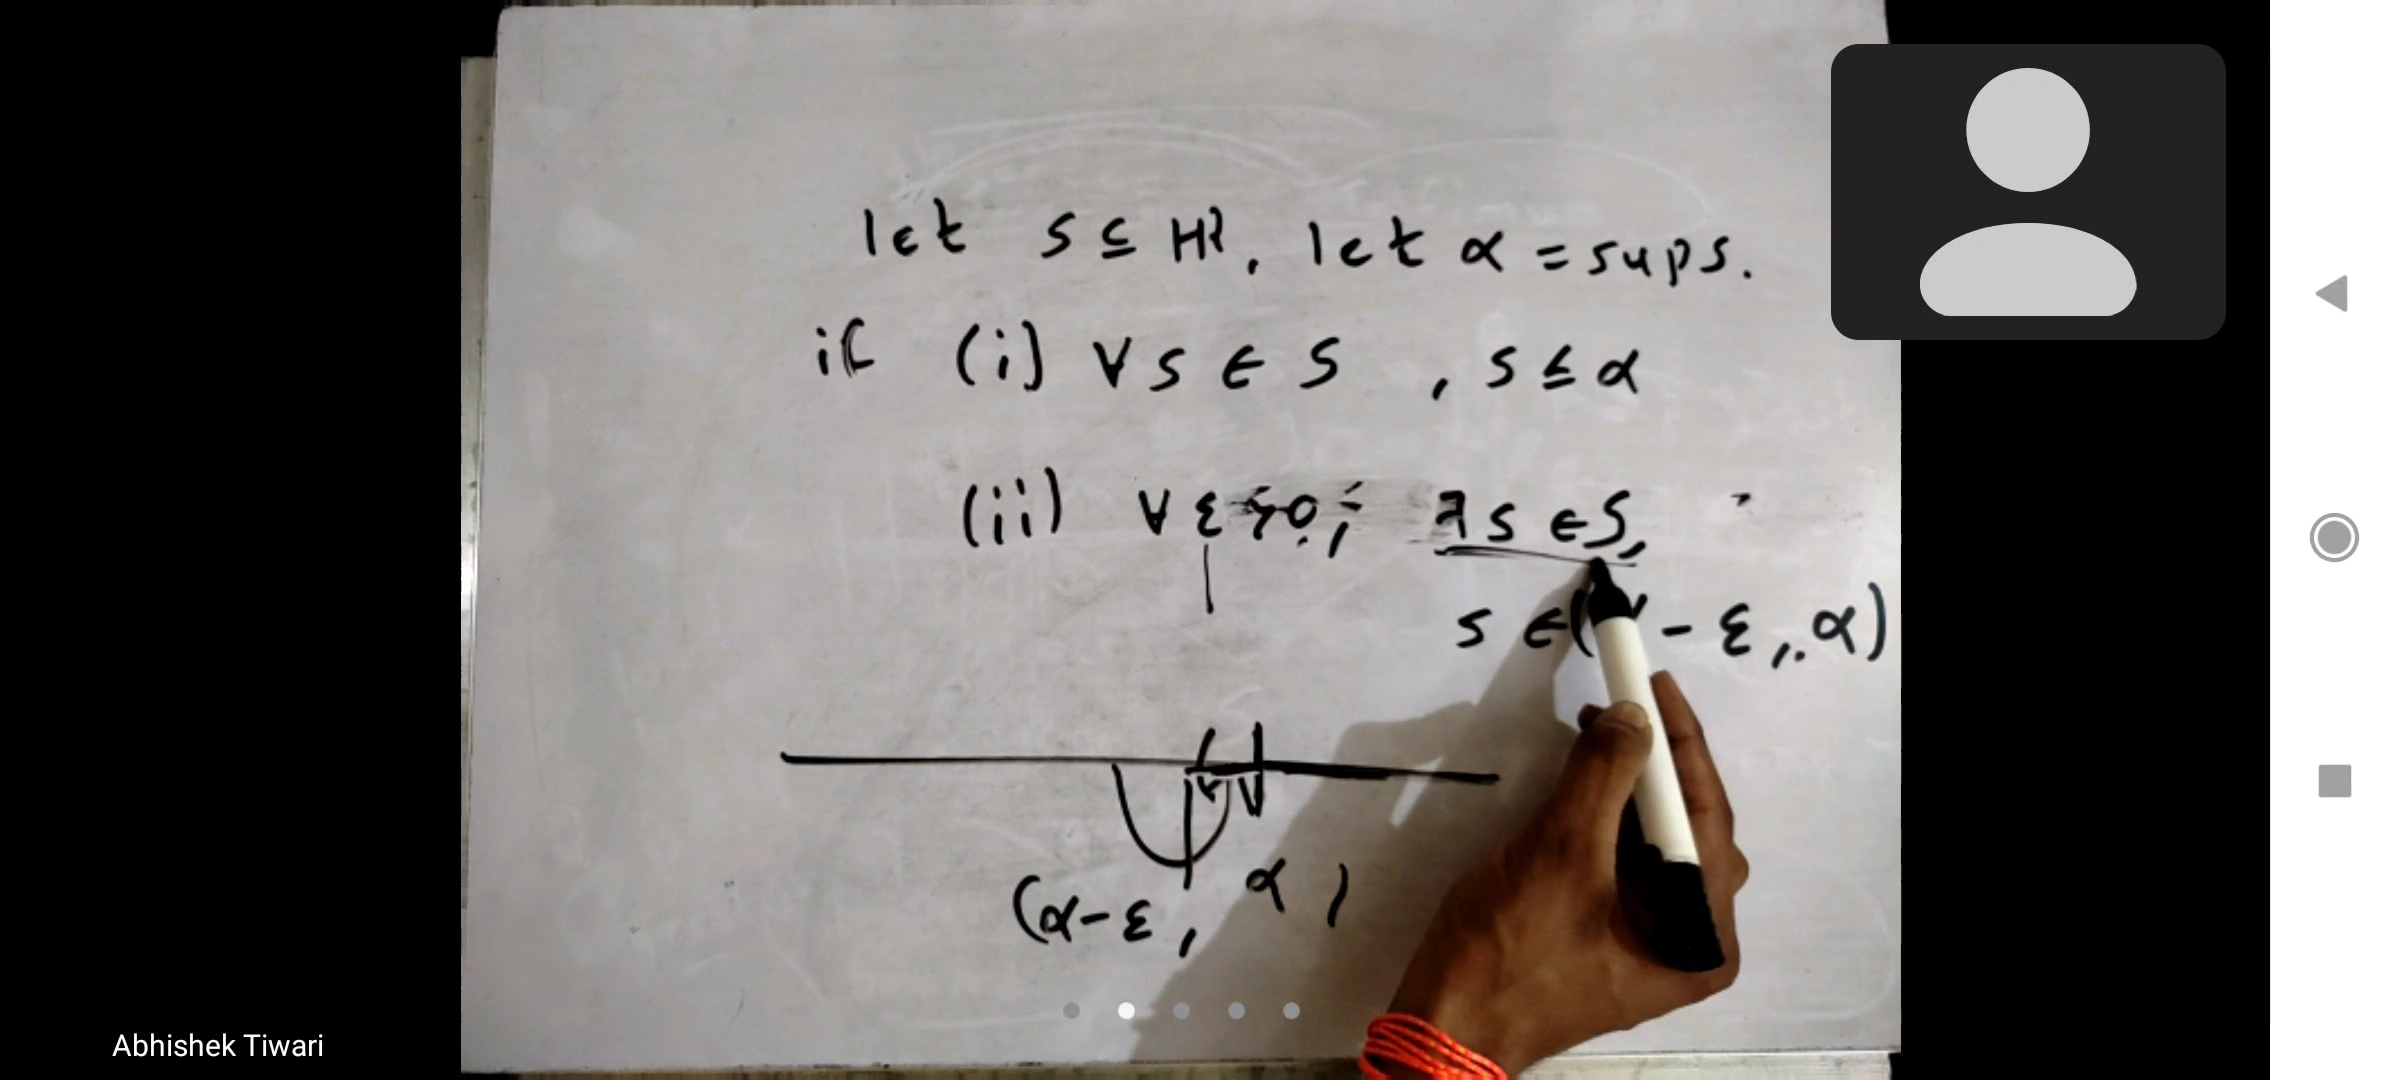 let S ⊆ ℝ, let α = sup S.
if (i) ∀ s ∈ S, s ≤ α
(ii) ∀ ε > 0, ∃ s ∈ S,
s ∈ ( - ε, α)
(α - ε, α)
Abhishek Tiwari